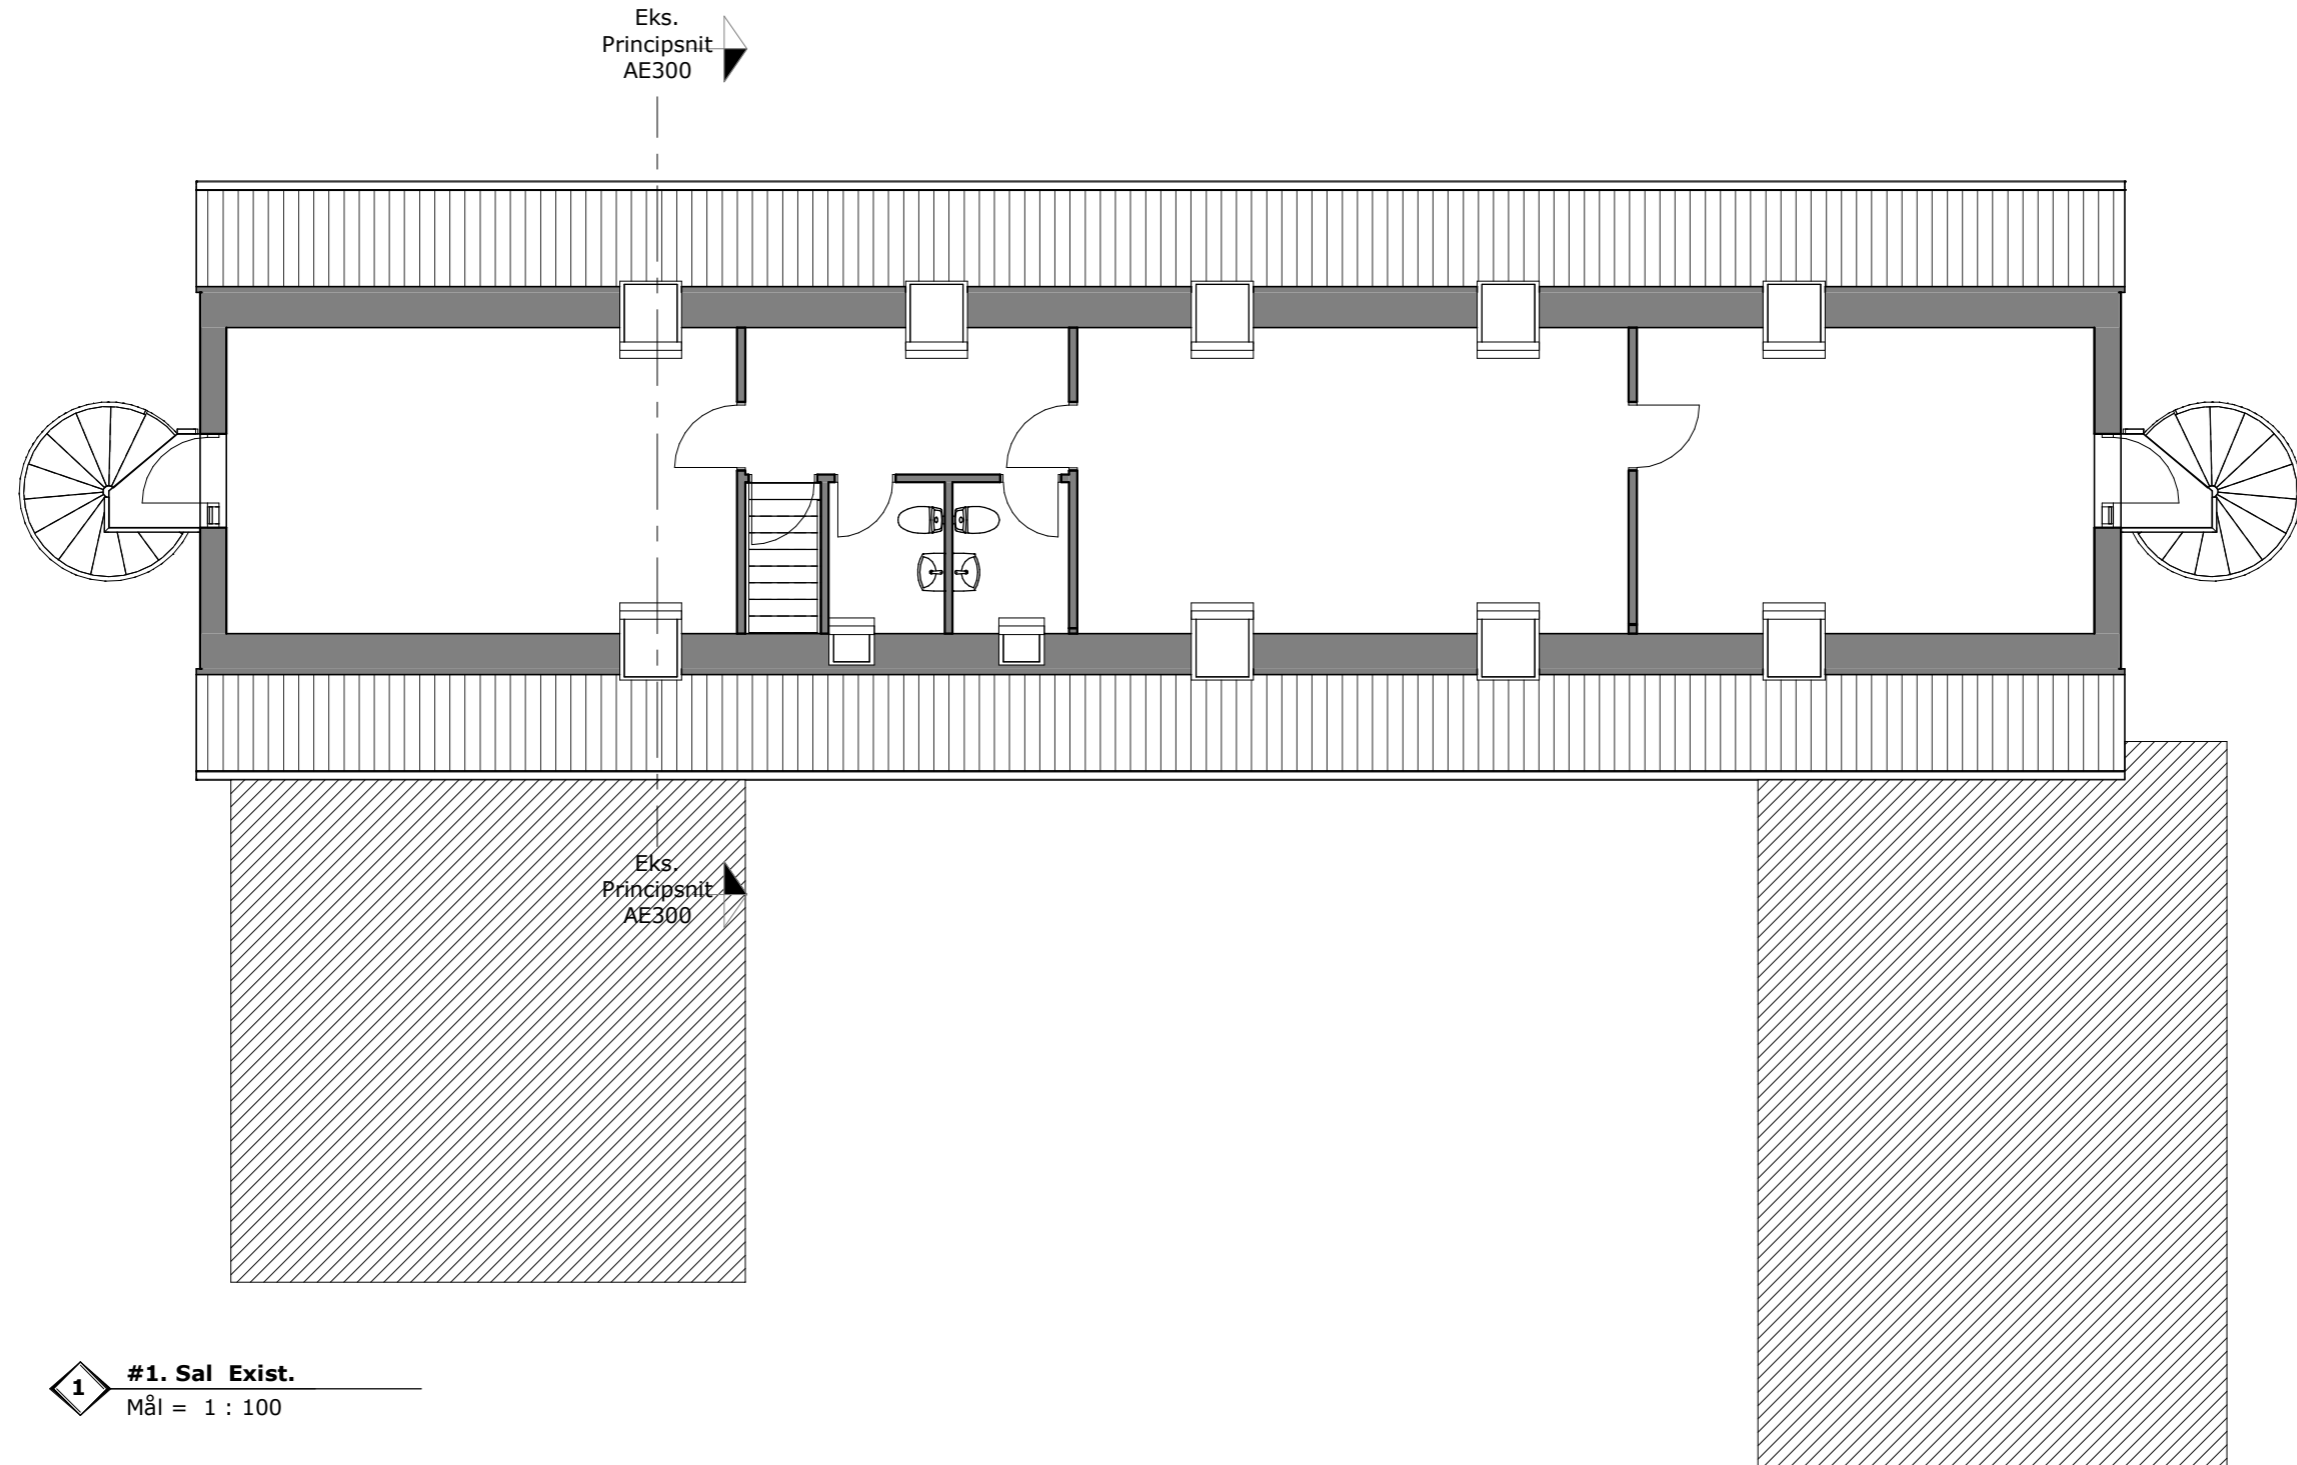 Eks.
Principsnit
AE300
Eks.
Principsnit
AE300
1
#1. Sal Exist.
Mål = 1 : 100